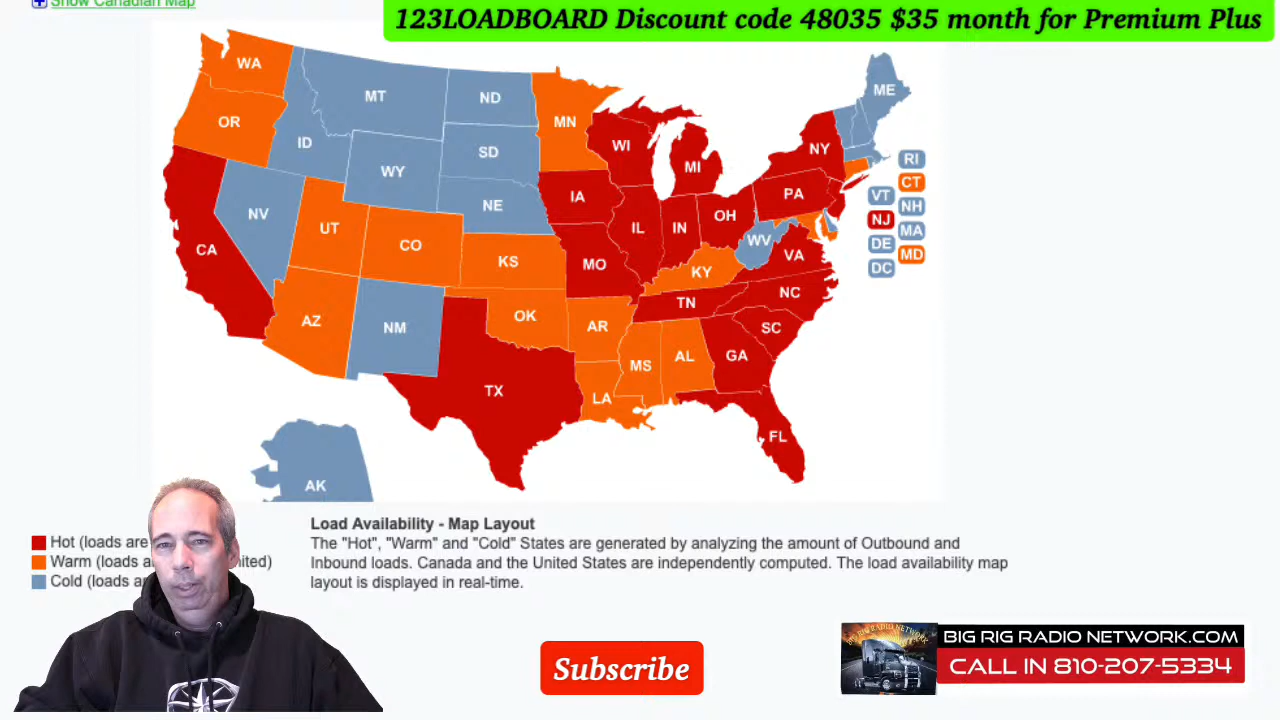 Show Canadian Map
123LOADBOARD Discount code 48035 $35 month for Premium Plus
WA
MT
ND
MN
ME
OR
ID
SD
WI
MI
NY
RI
WY
CT
NV
NE
IA
PA
VT
NH
UT
CO
IL
IN
OH
NJ
MA
CA
KS
MO
WV
VA
DE
MD
KY
DC
AZ
NM
OK
AR
TN
NC
SC
TX
MS
AL
GA
LA
FL
AK
Load Availability - Map Layout
Hot (loads are
The "Hot", "Warm" and "Cold" States are generated by analyzing the amount of Outbound and
Warm (loads
Inbound loads. Canada and the United States are independently computed. The load availability map
Cold (loads
layout is displayed in real-time.
BIG RIG RADIO NETWORK
BIG RIG RADIO NETWORK.COM
CALL IN 810-207-5334
Subscribe